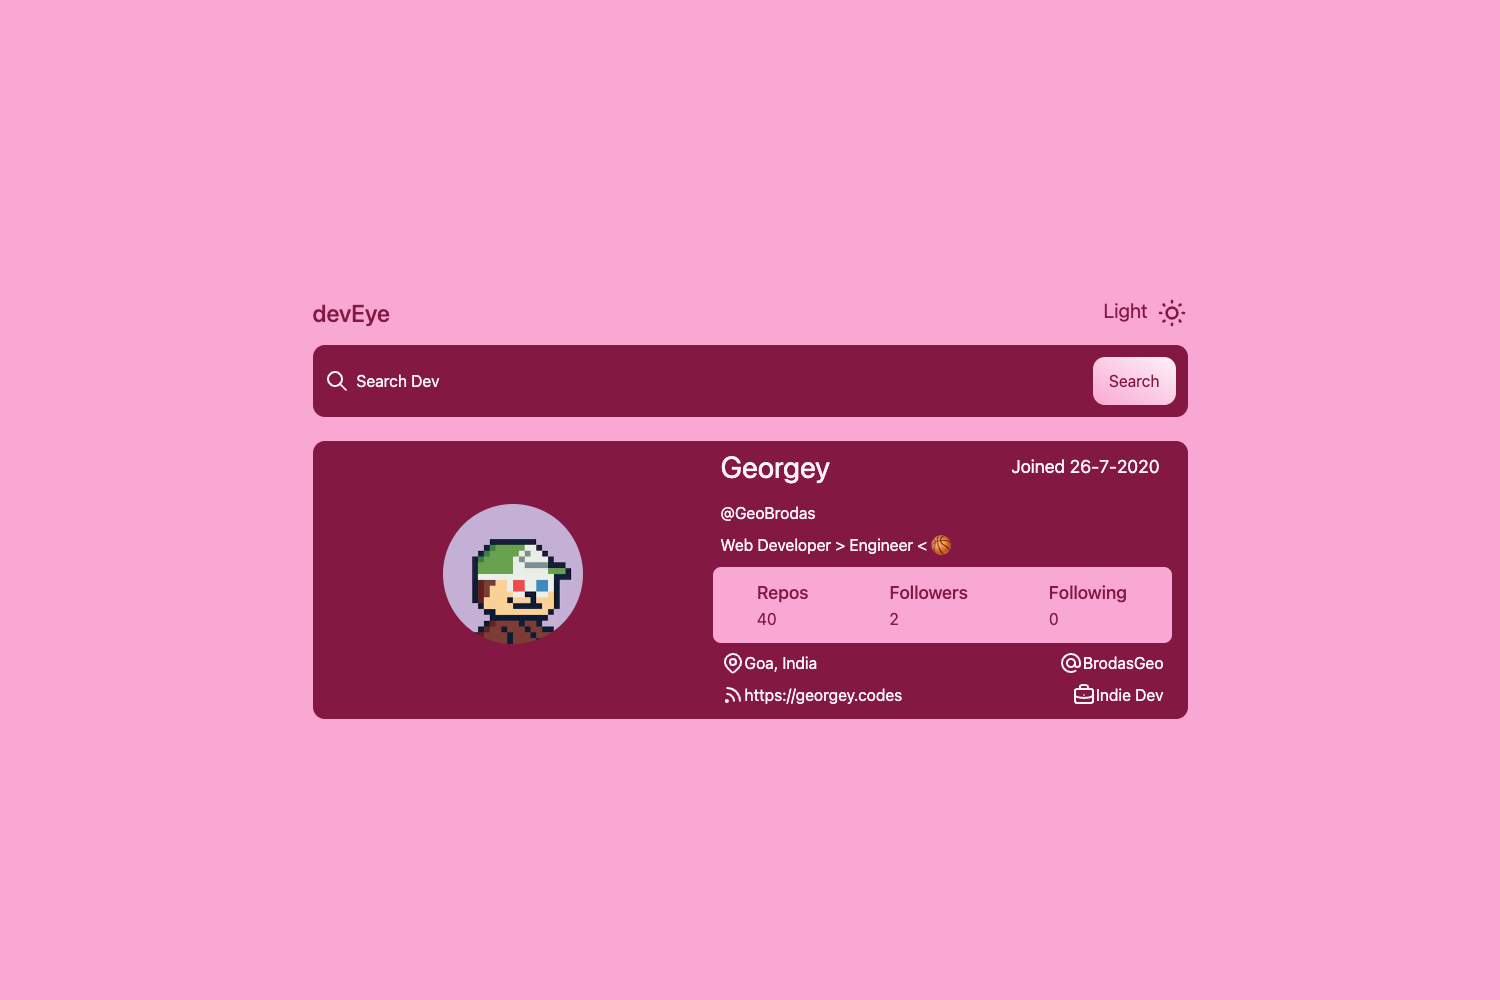 devEye
Light
Search Dev
Search
Georgey
Joined 26-7-2020
@GeoBrodas
Web Developer > Engineer < 🏀
Repos Followers Following
40 2 0
Goa, India
BrodasGeo
https://georgey.codes
Indie Dev